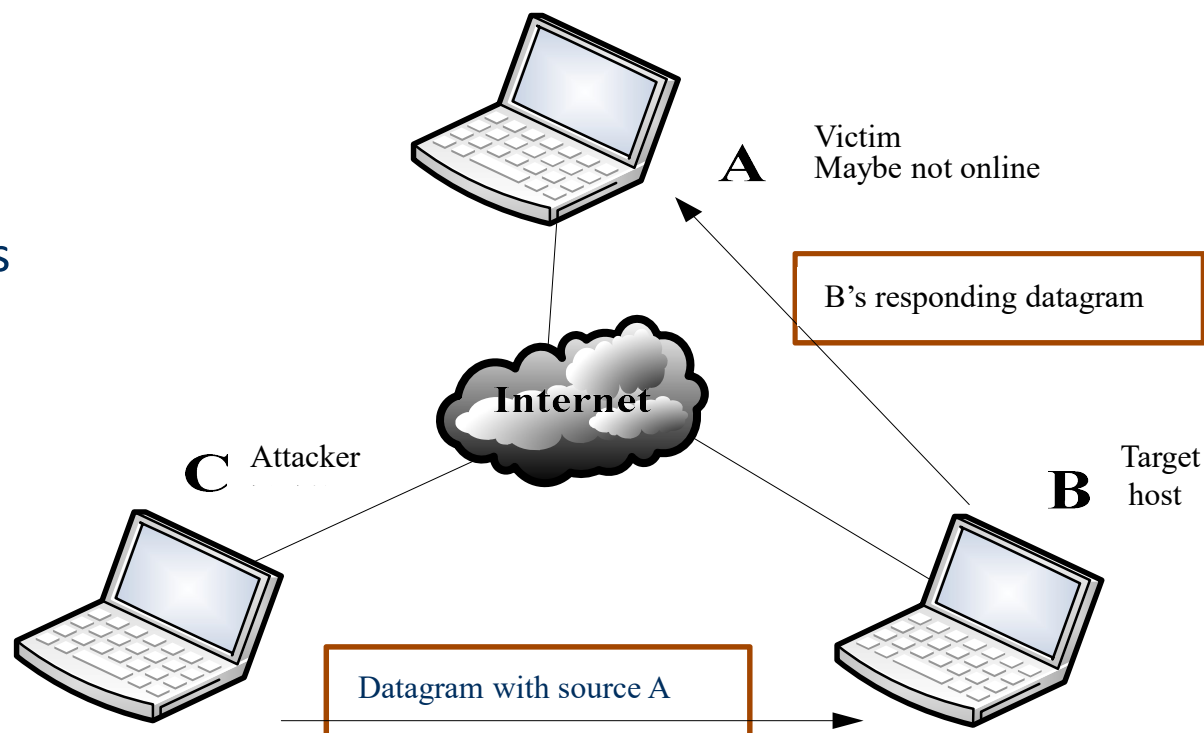 Victim
A
Maybe not online
s
B's responding datagram
Internet
C Attacker
Target
B
host
Datagram with source A